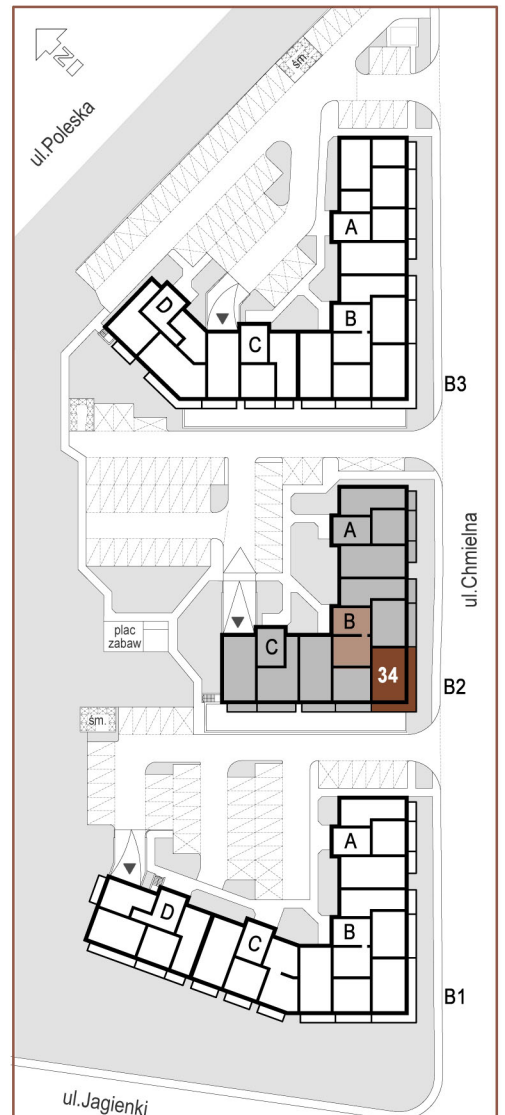 N
ul.Poleska
śm.
A
D
B
C
B3
ul.Chmielna
A
B
C
plac
zabaw
34
B2
śm.
A
D
C
B
B1
ul.Jagienki